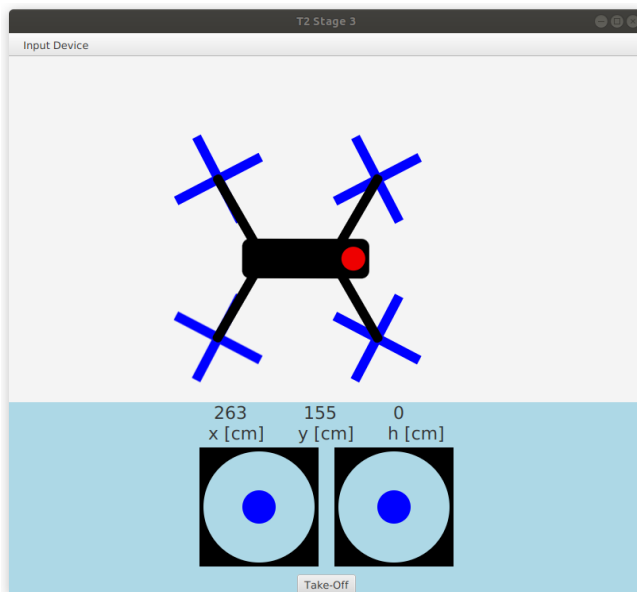 T2 Stage 3
Input Device
263 155 0
x [cm] y [cm] h [cm]
Take-Off